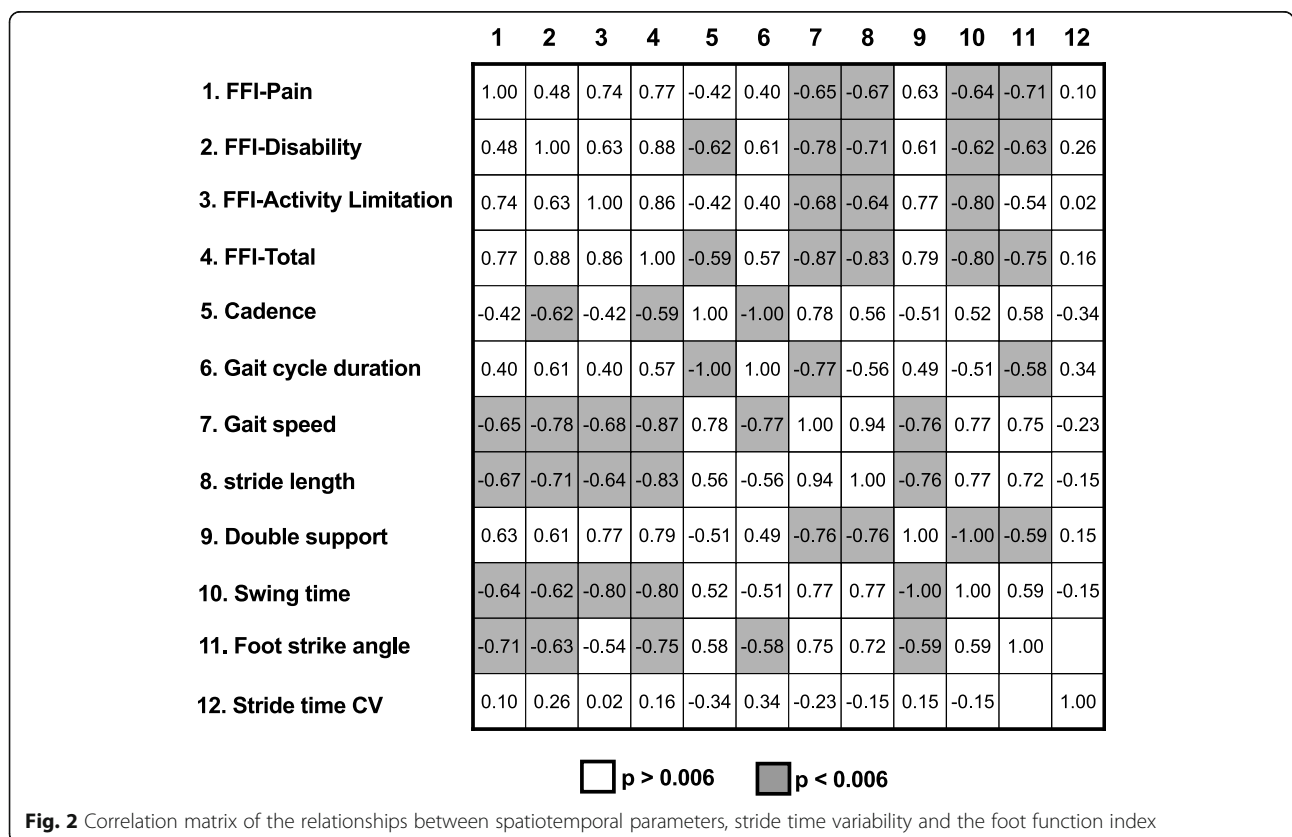 1 2 3 4 5 6 7 8 9 10 11 12
1. FFI-Pain 1.00 0.48 0.74 0.77 -0.42 0.40 -0.65 -0.67 0.63 -0.64 -0.71 0.10
2. FFI-Disability 0.48 1.00 0.63 0.88 -0.62 0.61 -0.78 -0.71 0.61 -0.62 -0.63 0.26
3. FFI-Activity Limitation 0.74 0.63 1.00 0.86 -0.42 0.40 -0.68 -0.64 0.77 -0.80 -0.54 0.02
4. FFI-Total 0.77 0.88 0.86 1.00 -0.59 0.57 -0.87 -0.83 0.79 -0.80 -0.75 0.16
5. Cadence -0.42 -0.62 -0.42 -0.59 1.00 -1.00 0.78 0.56 -0.51 0.52 0.58 -0.34
6. Gait cycle duration 0.40 0.61 0.40 0.57 -1.00 1.00 -0.77 -0.56 0.49 -0.51 -0.58 0.34
7. Gait speed -0.65 -0.78 -0.68 -0.87 0.78 -0.77 1.00 0.94 -0.76 0.77 0.75 -0.23
8. stride length -0.67 -0.71 -0.64 -0.83 0.56 -0.56 0.94 1.00 -0.76 0.77 0.72 -0.15
9. Double support 0.63 0.61 0.77 0.79 -0.51 0.49 -0.76 -0.76 1.00 -1.00 -0.59 0.15
10. Swing time -0.64 -0.62 -0.80 -0.80 0.52 -0.51 0.77 0.77 -1.00 1.00 0.59 -0.15
11. Foot strike angle -0.71 -0.63 -0.54 -0.75 0.58 -0.58 0.75 0.72 -0.59 0.59 1.00
12. Stride time CV 0.10 0.26 0.02 0.16 -0.34 0.34 -0.23 -0.15 0.15 -0.15 1.00
p > 0.006 p < 0.006
Fig. 2 Correlation matrix of the relationships between spatiotemporal parameters, stride time variability and the foot function index